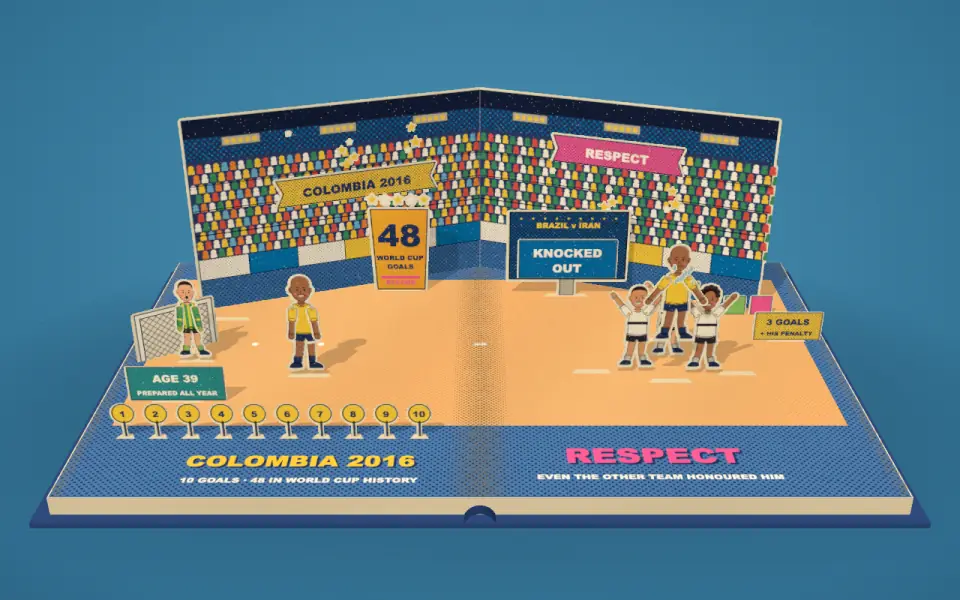 COLOMBIA 2016
RESPECT
48
WORLD CUP
GOALS
BRAZIL v IRAN
KNOCKED
OUT
3 GOALS
+ HIS PENALTY
AGE 39
PREPARED ALL YEAR
1 2 3 4 5 6 7 8 9 10
COLOMBIA 2016
10 GOALS · 48 IN WORLD CUP HISTORY
RESPECT
EVEN THE OTHER TEAM HONOURED HIM